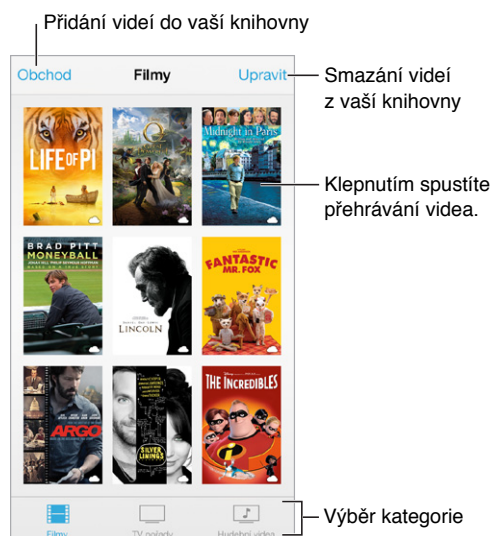 Přidání videí do vaší knihovny
Obchod
Filmy
Upravit
Smazání videí
z vaší knihovny
LIFE OF PI
Midnight in Paris
Klepnutím spustíte
přehrávání videa.
BRAD PITT
MONEYBALL
LINCOLN
FANTASTIC
MR. FOX
ARGO
SILVER
LININGS
THE INCREDIBLES
Filmy
TV pořady
Hudební videa
Výběr kategorie